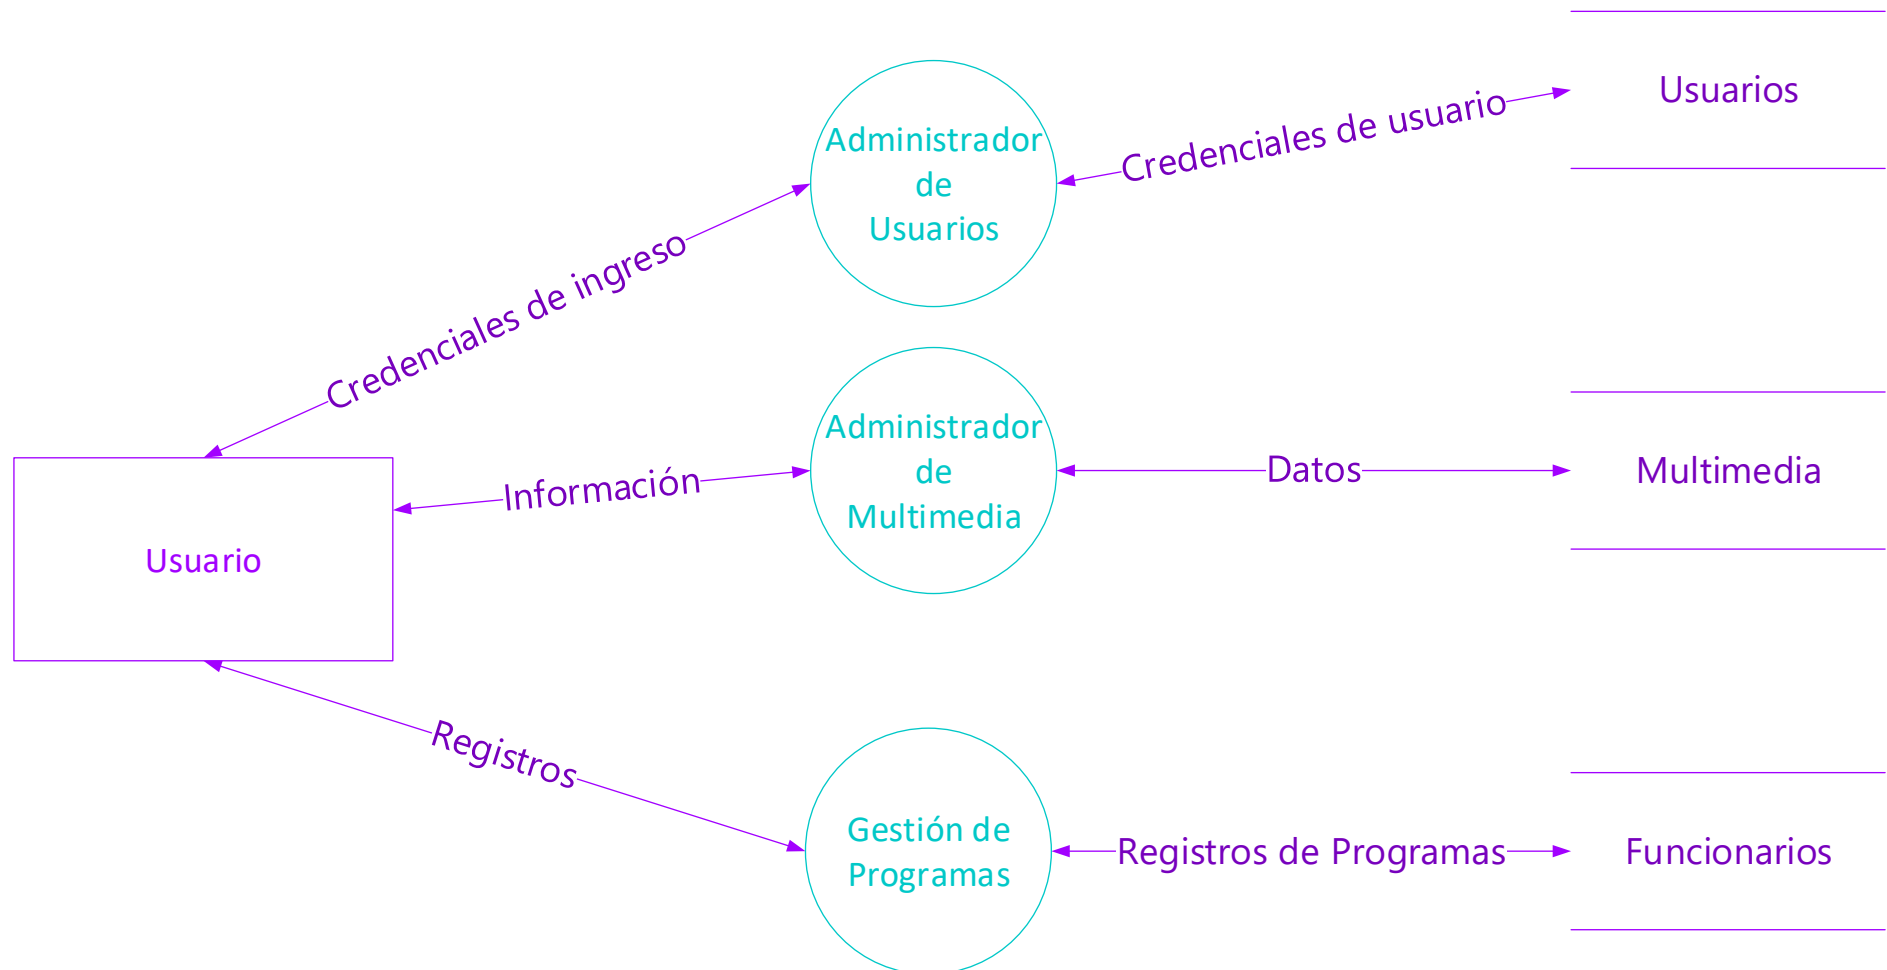 Usuarios
Administrador
de
Usuarios
Credenciales de usuario
Credenciales de ingreso
Administrador
de
Multimedia
Datos
Multimedia
Información
Usuario
Registros
Gestión de
Programas
Registros de Programas
Funcionarios